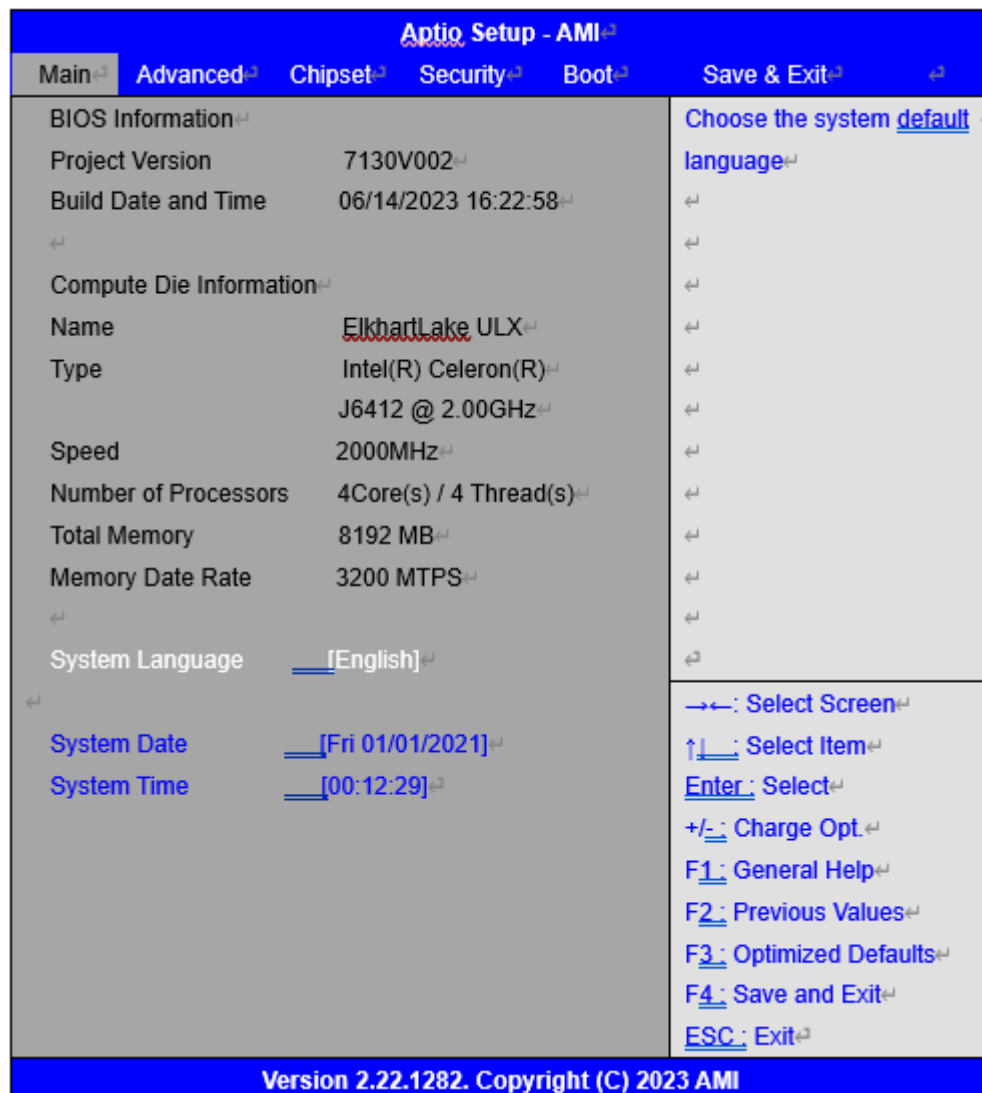 Aptio Setup - AMI
Main Advanced Chipset Security Boot Save & Exit
BIOS Information
Project Version 7130V002
Build Date and Time 06/14/2023 16:22:58
Compute Die Information
Name ElkhartLake ULX
Type Intel(R) Celeron(R)
J6412 @ 2.00GHz
Speed 2000MHz
Number of Processors 4Core(s) / 4 Thread(s)
Total Memory 8192 MB
Memory Date Rate 3200 MTPS
System Language [English]
System Date [Fri 01/01/2021]
System Time [00:12:29]
Choose the system default
language
→←: Select Screen
↑↓ : Select Item
Enter : Select
+/- : Charge Opt.
F1 : General Help
F2 : Previous Values
F3 : Optimized Defaults
F4 : Save and Exit
ESC : Exit
Version 2.22.1282. Copyright (C) 2023 AMI